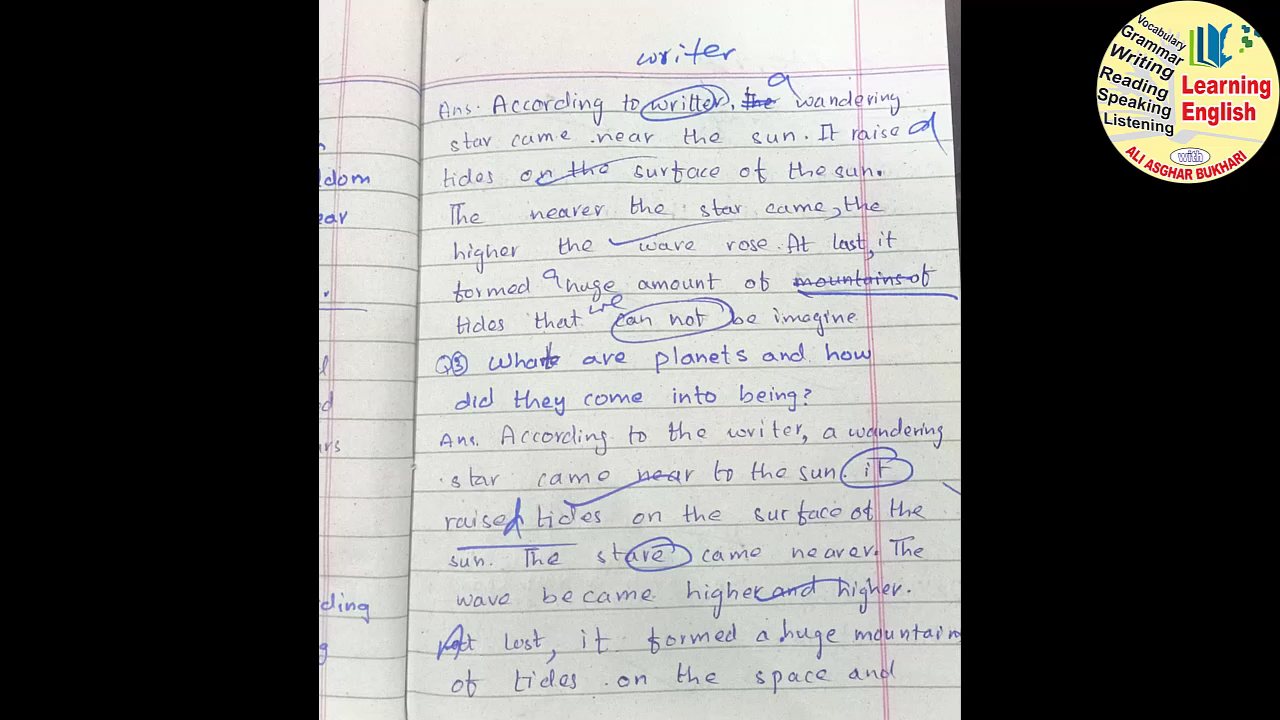 writer
Ans. According to writter, the a wandering
star came near the sun. It raise d
tides on the surface of the sun.
The nearer the star came, the
higher the wave rose. At last, it
formed a huge amount of mountains of
tides that we can not be imagine
Q3 What are planets and how
did they come into being?
Ans. According to the writer, a wandering
star came near to the sun. it
raised tides on the surface of the
sun. The stare came nearer. The
wave became higher and higher.
At last, it formed a huge mountain
of tides on the space and
dom
ear
d
rs
ding
g
Vocabulary
Grammar
Writing
Reading
Speaking
Listening
Learning
English
with
ALI ASGHAR BUKHARI